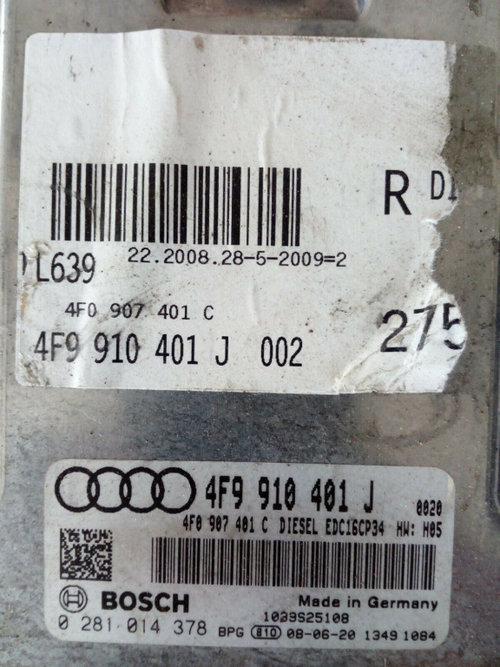 R DI
22.2008.28-5-2009=2
L639
4F0 907 401 C
4F9 910 401 J 002
275
4F9 910 401 J 0020
4F0 907 401 C DIESEL EDC16CP34 HW: H05
BOSCH
Made in Germany
1039S25108
0 281 014 378 BPG 810 08-06-20 1349 1084